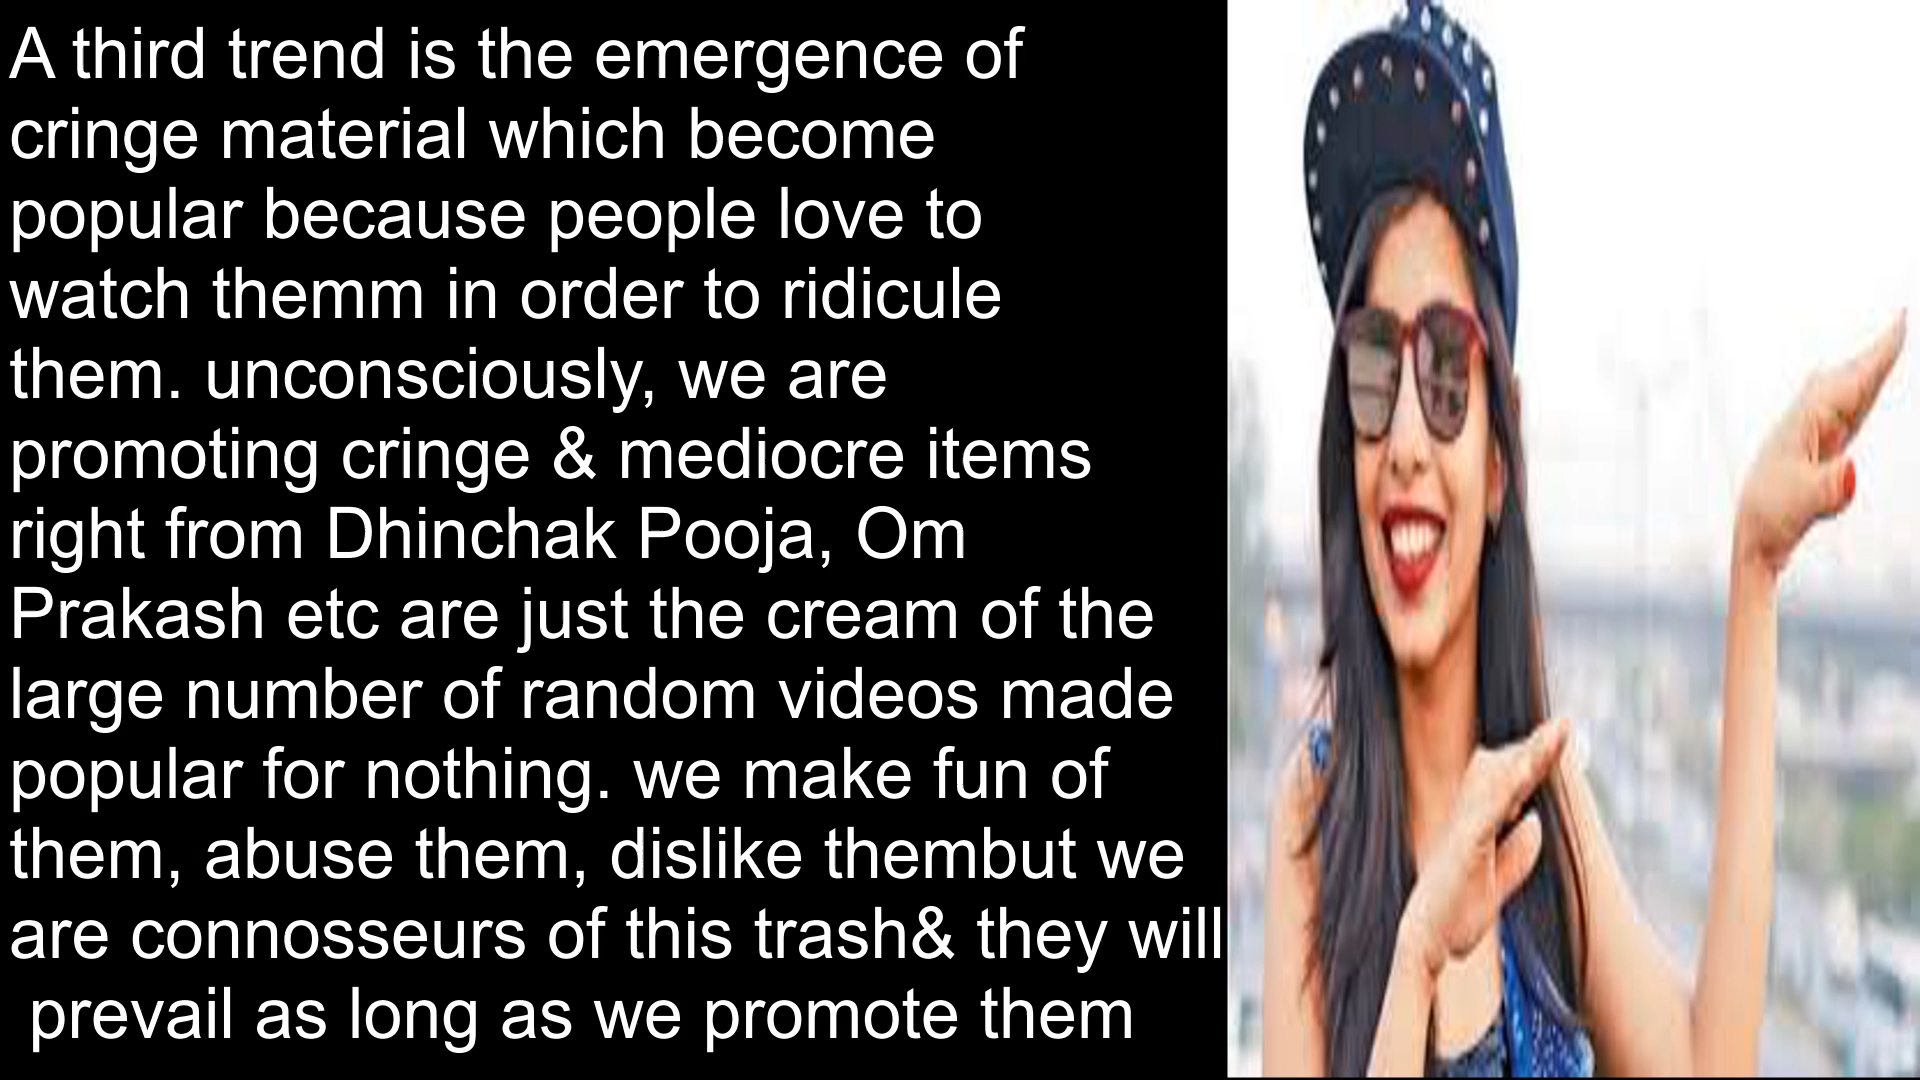 A third trend is the emergence of
cringe material which become
popular because people love to
watch themm in order to ridicule
them. unconsciously, we are
promoting cringe & mediocre items
right from Dhinchak Pooja, Om
Prakash etc are just the cream of the
large number of random videos made
popular for nothing. we make fun of
them, abuse them, dislike thembut we
are connosseurs of this trash& they will
prevail as long as we promote them